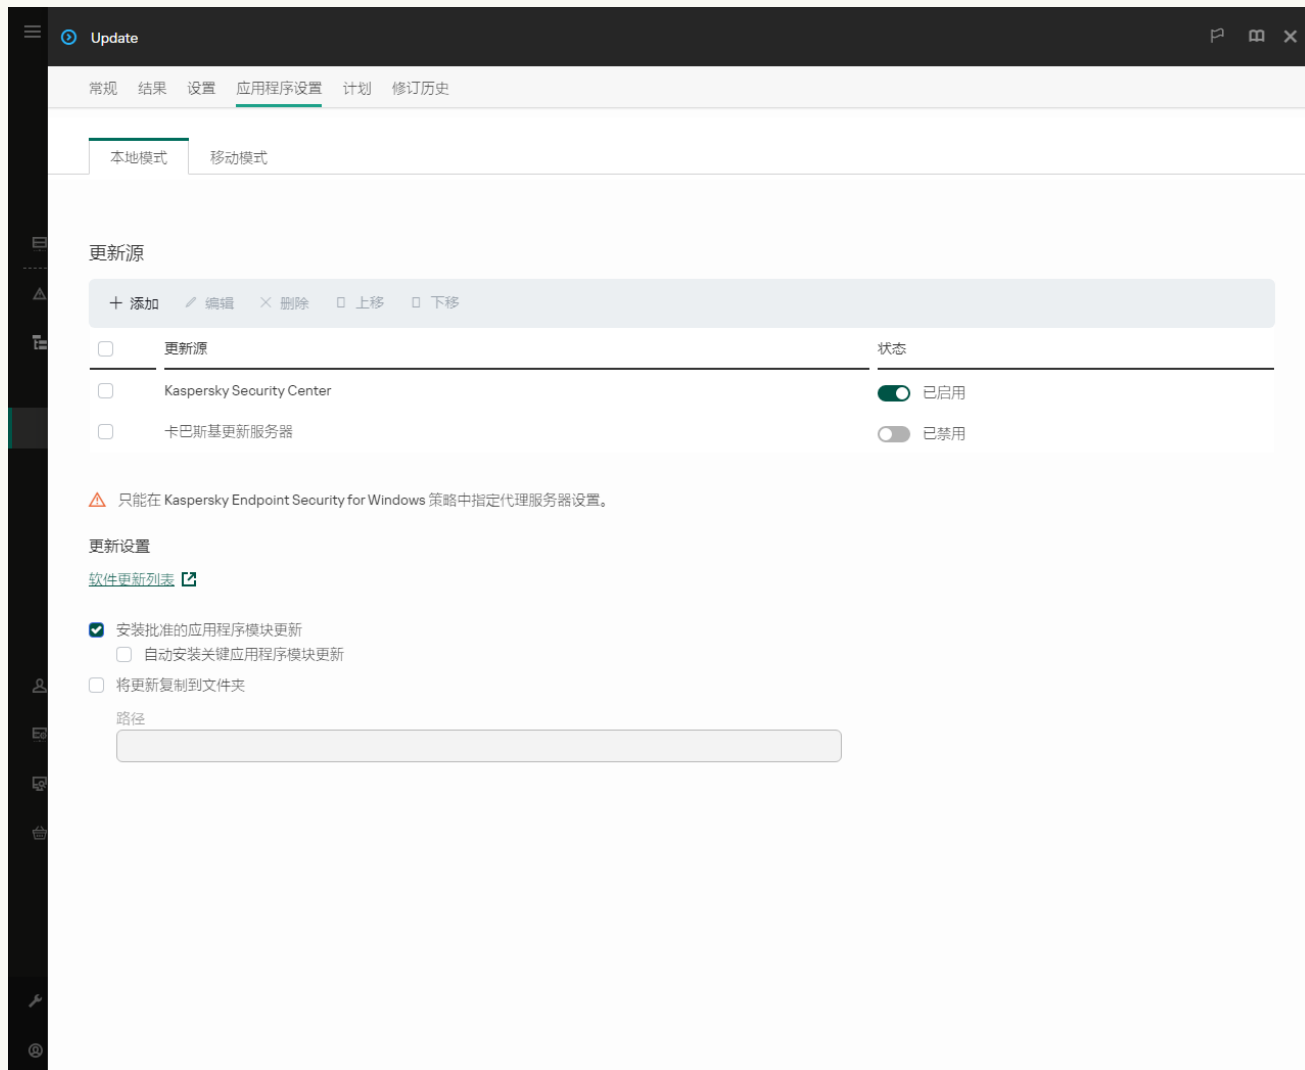 Update
常规 结果 设置 应用程序设置 计划 修订历史
本地模式 移动模式
更新源
添加 编辑 删除 上移 下移
更新源 状态
Kaspersky Security Center 已启用
卡巴斯基更新服务器 已禁用
只能在 Kaspersky Endpoint Security for Windows 策略中指定代理服务器设置。
更新设置
软件更新列表
安装批准的应用程序模块更新
自动安装关键应用程序模块更新
将更新复制到文件夹
路径